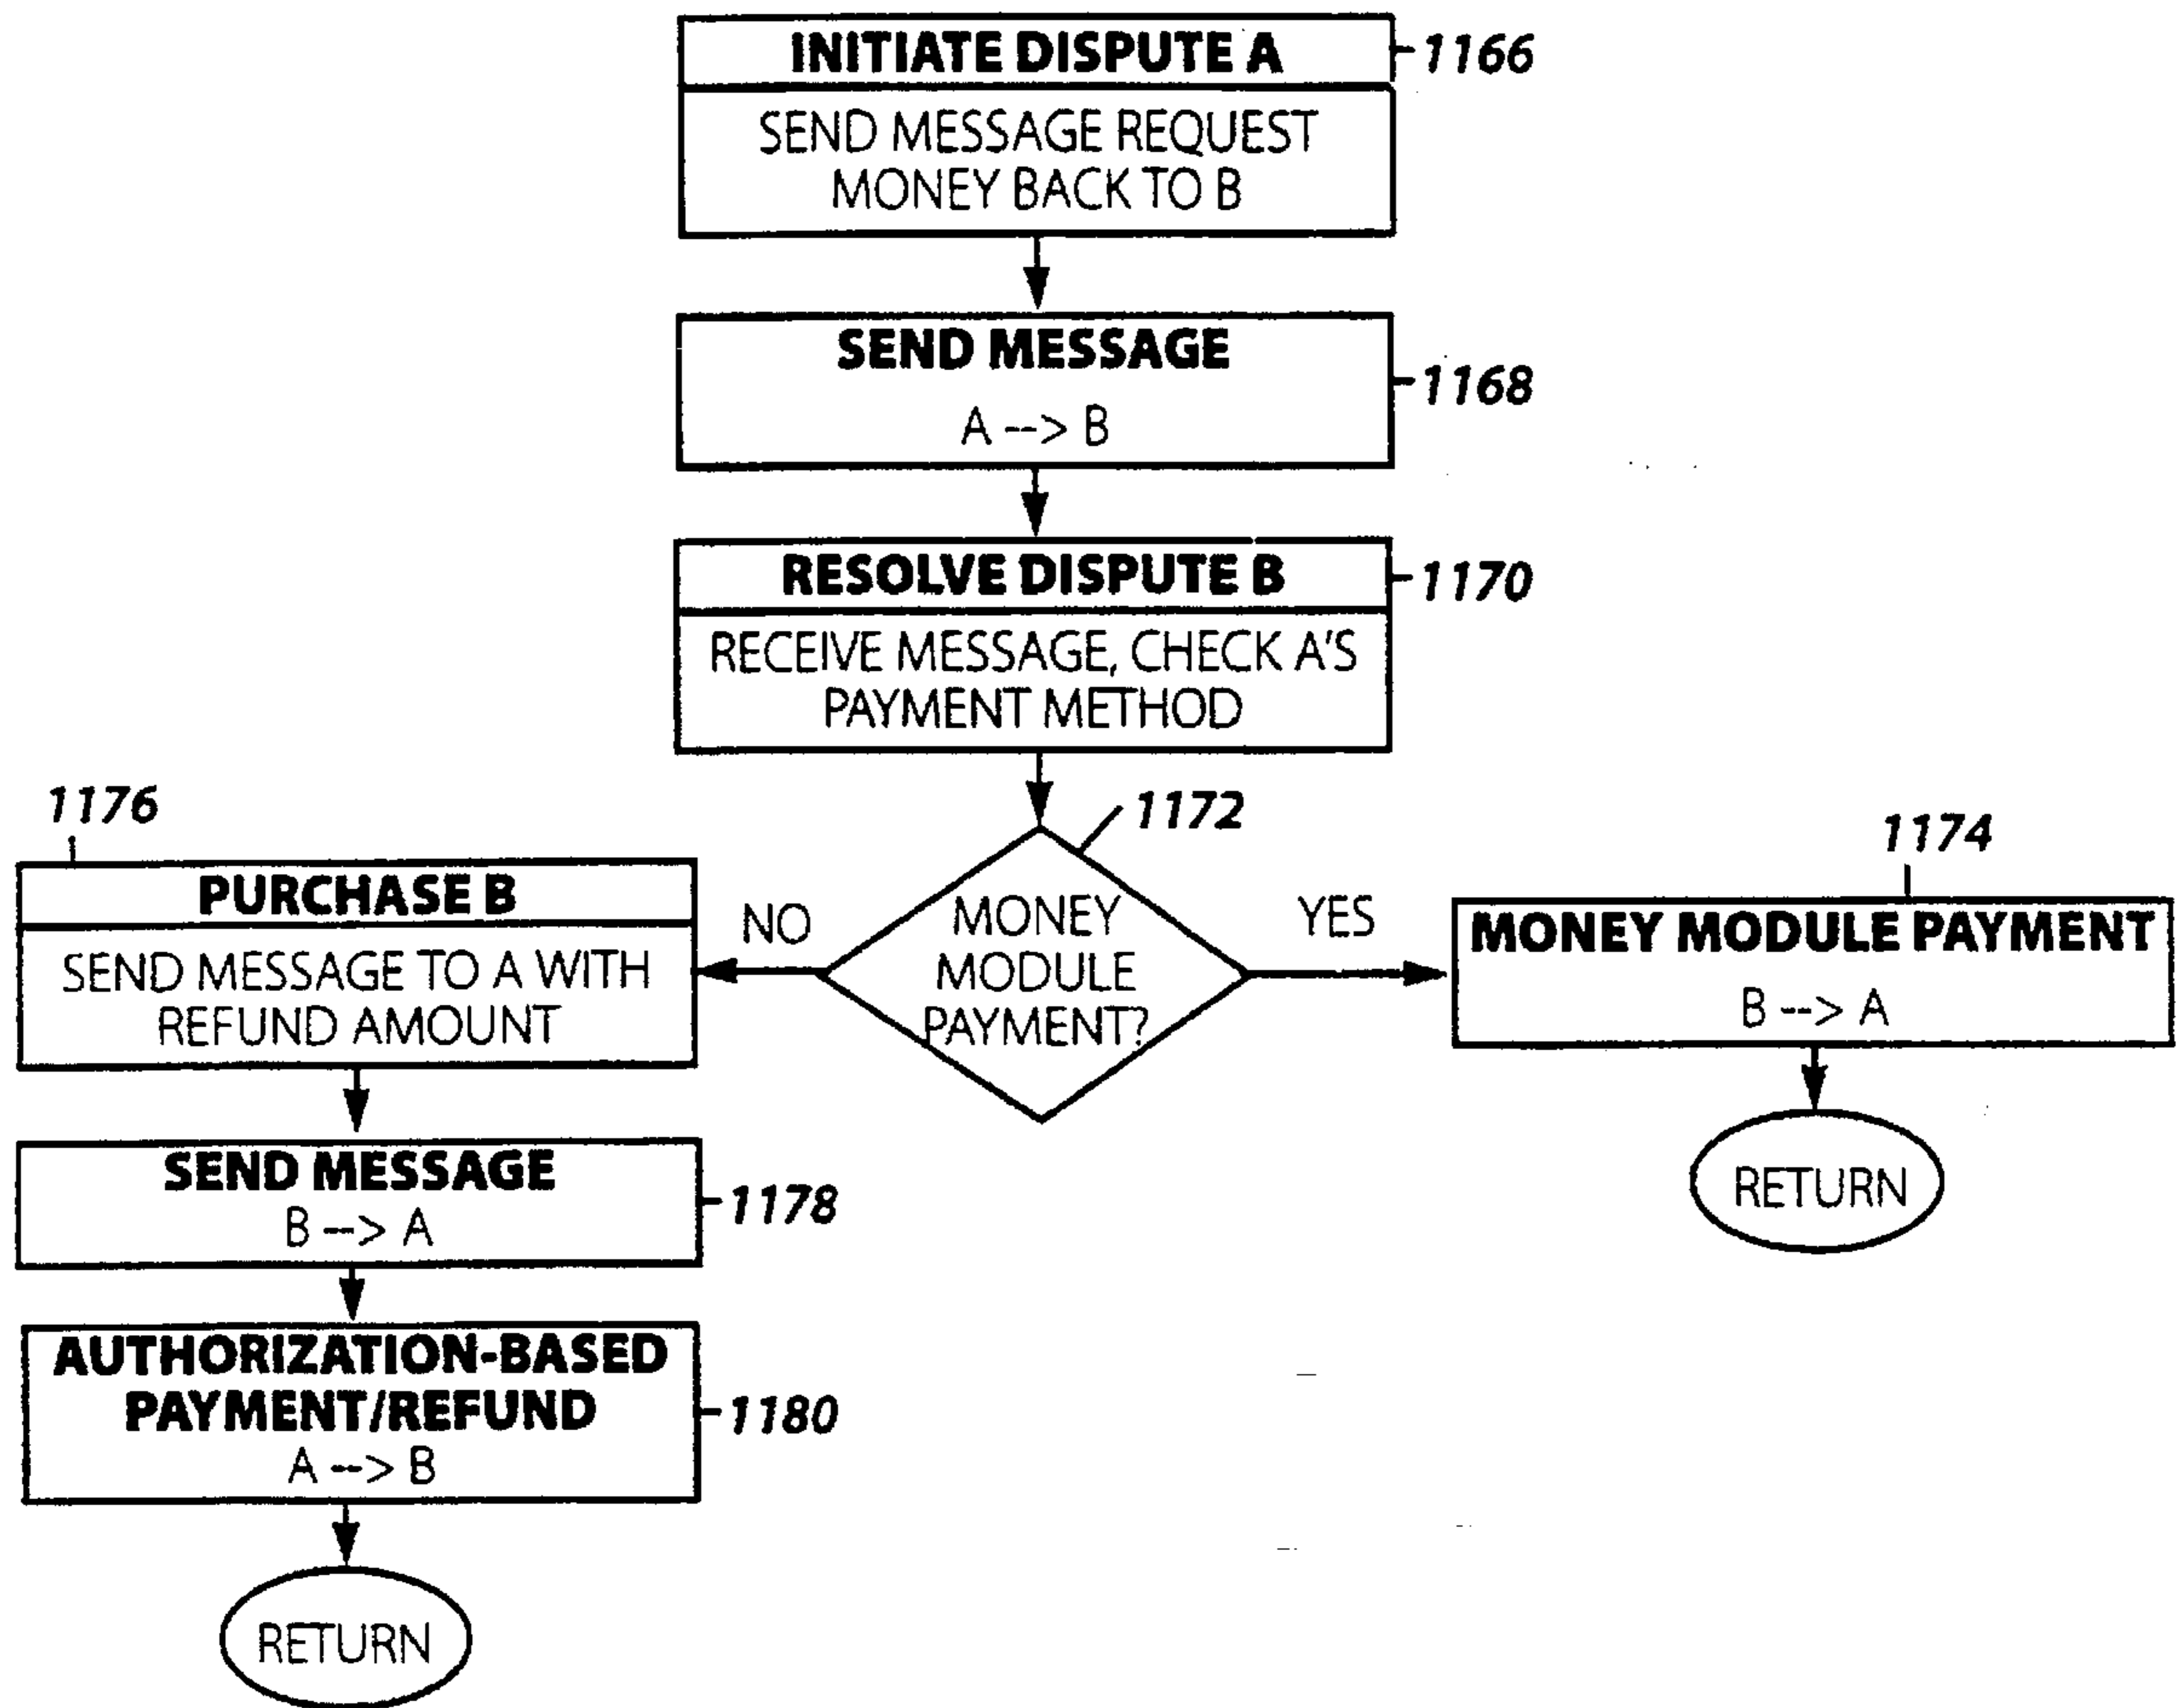 INITIATE DISPUTE A
1166
SEND MESSAGE REQUEST
MONEY BACK TO B
SEND MESSAGE
1168
A --> B
RESOLVE DISPUTE B
1170
RECEIVE MESSAGE, CHECK A'S
PAYMENT METHOD
1172
MONEY
MODULE
PAYMENT?
NO
YES
1176
PURCHASE B
SEND MESSAGE TO A WITH
REFUND AMOUNT
1174
MONEY MODULE PAYMENT
B --> A
RETURN
SEND MESSAGE
B --> A
1178
AUTHORIZATION-BASED
PAYMENT/REFUND
1180
A --> B
RETURN